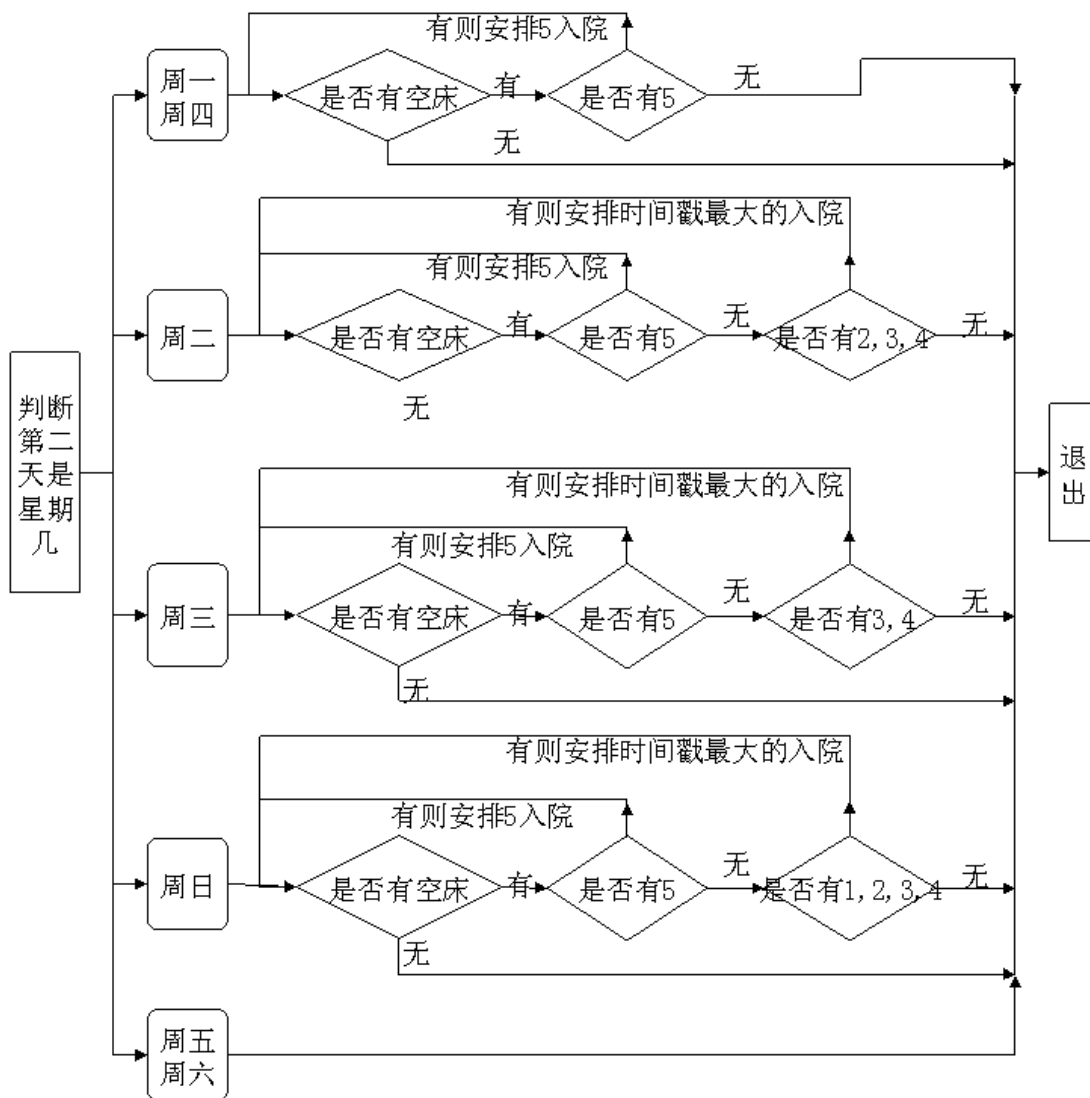 有则安排5入院
周一
周四
是否有空床
有
是否有5
无
无
有则安排时间戳最大的入院
有则安排5入院
周二
是否有空床
有
是否有5
无
是否有2,3,4
无
无
判断
第二
天是
星期
几
退
出
有则安排时间戳最大的入院
有则安排5入院
周三
是否有空床
有
是否有5
无
是否有3,4
无
无
有则安排时间戳最大的入院
有则安排5入院
周日
是否有空床
有
是否有5
无
是否有1,2,3,4
无
无
周五
周六